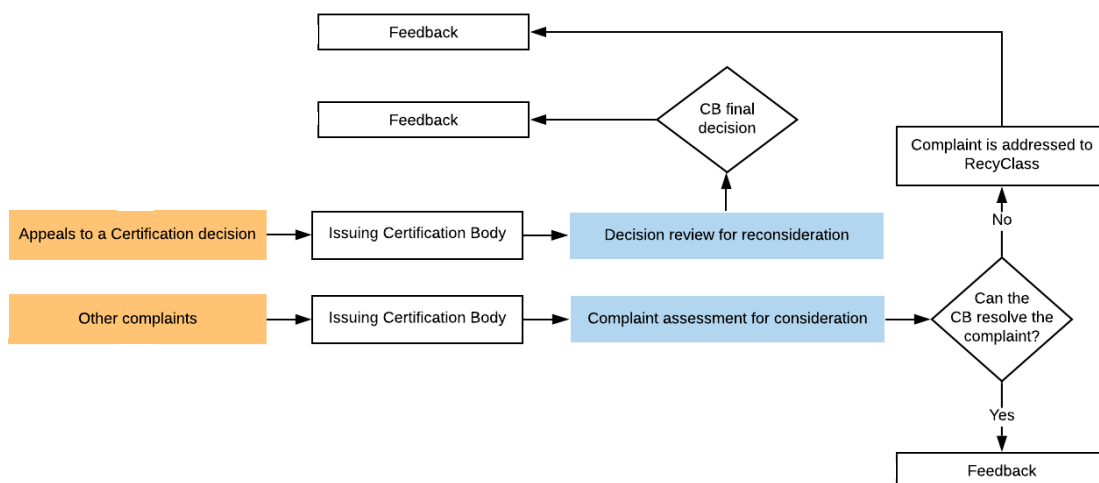 Feedback
Feedback
CB final
decision
Complaint is addressed to
RecyClass
Appeals to a Certification decision
Issuing Certification Body
Decision review for reconsideration
No
Other complaints
Issuing Certification Body
Complaint assessment for consideration
Can the
CB resolve the
complaint?
Yes
Feedback